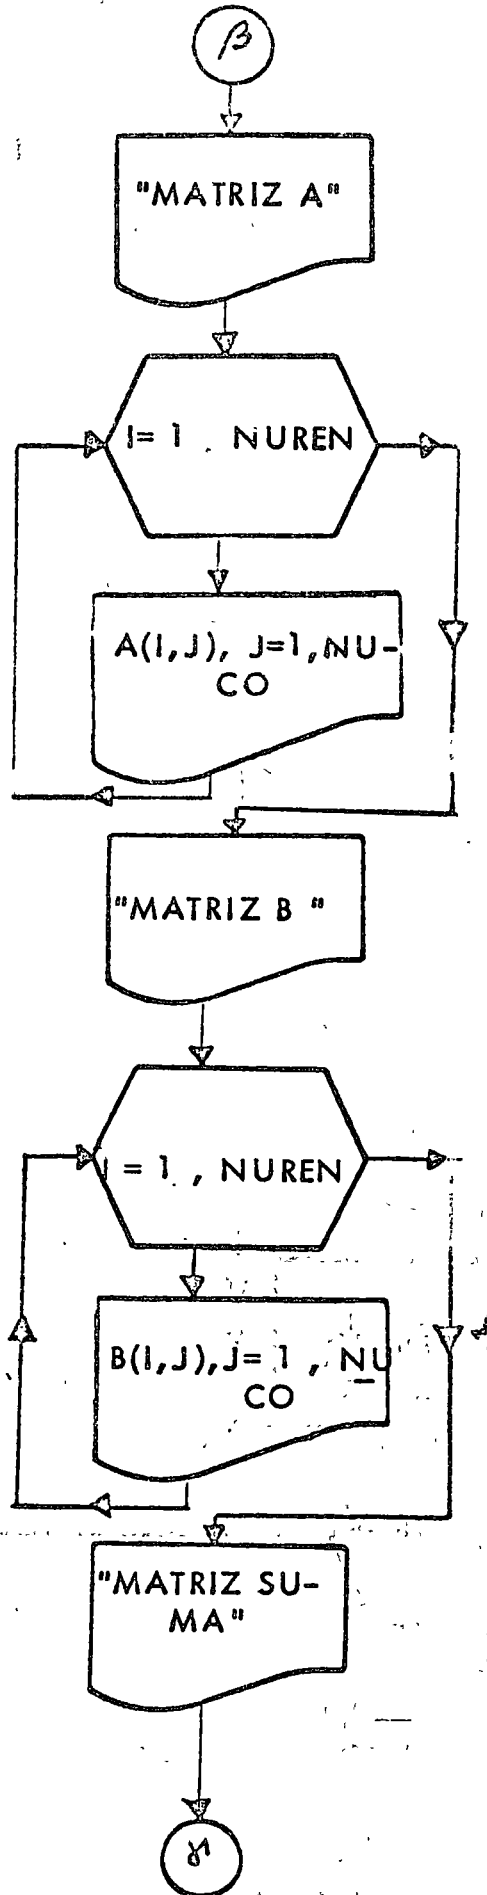 β
"MATRIZ A"
I= 1 , NUREN
A(I,J), J=1,NU-
CO
"MATRIZ B "
I = 1 , NUREN
B(I,J),J= 1 , NU
CO
"MATRIZ SU-
MA"